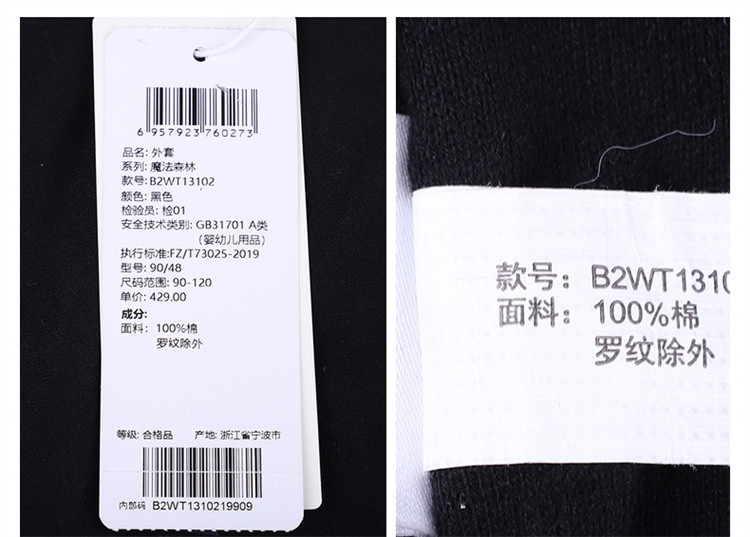 6 957923 760273
品名: 外套
系列: 魔法森林
款号: B2WT13102
颜色: 黑色
检验员: 检01
安全技术类别: GB31701 A类
(婴幼儿用品)
执行标准:FZ/T73025-2019
型号: 90/48
尺码范围: 90-120
单价: 429.00
成分:
面料: 100%棉
罗纹除外
等级: 合格品 产地: 浙江省宁波市
内部码 B2WT1310219909
款号: B2WT1310
面料: 100%棉
罗纹除外